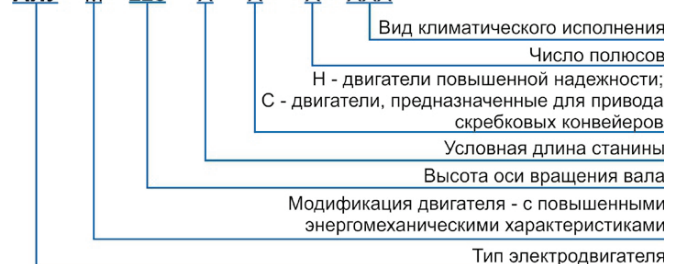 Вид климатического исполнения
Число полюсов
Н - двигатели повышенной надежности;
С - двигатели, предназначенные для привода
скребковых конвейеров
Условная длина станины
Высота оси вращения вала
Модификация двигателя - с повышенными
энергомеханическими характеристиками
Тип электродвигателя